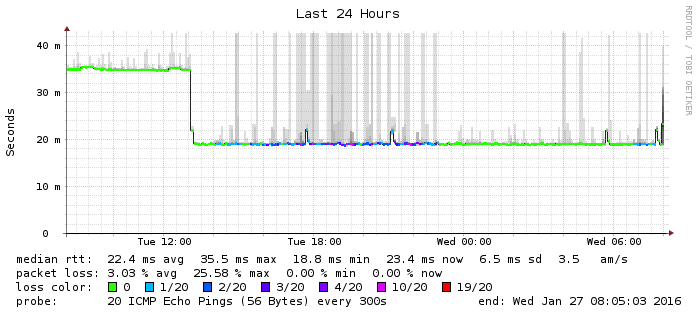 Last 24 Hours
RRDTOOL / TOBI OETIKER
Seconds
40 m
30 m
20 m
10 m
0
Tue 12:00 Tue 18:00 Wed 00:00 Wed 06:00
median rtt: 22.4 ms avg 35.5 ms max 18.8 ms min 23.4 ms now 6.5 ms sd 3.5 am/s
packet loss: 3.03 % avg 25.58 % max 0.00 % min 0.00 % now
loss color: 0 1/20 2/20 3/20 4/20 10/20 19/20
probe: 20 ICMP Echo Pings (56 Bytes) every 300s end: Wed Jan 27 08:05:03 2016